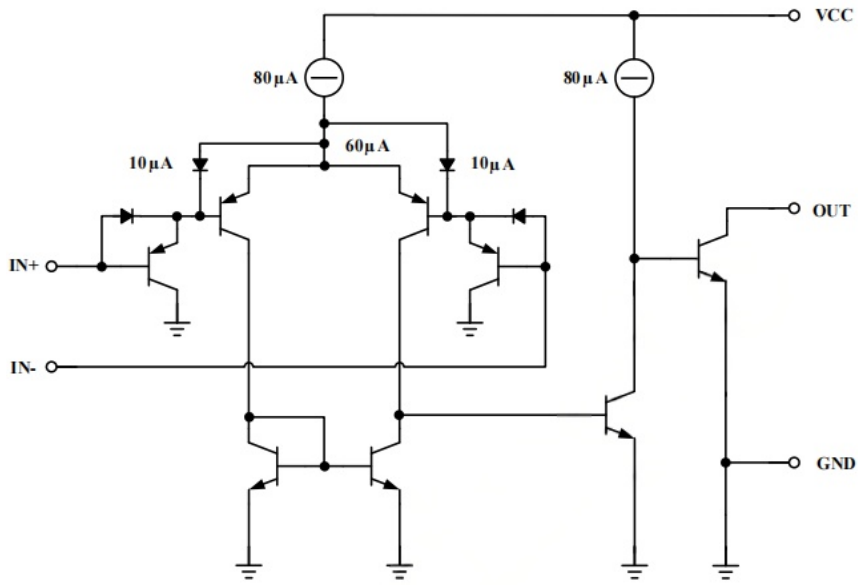 VCC
80µA
80µA
60µA
10µA
10µA
OUT
IN+
IN-
GND